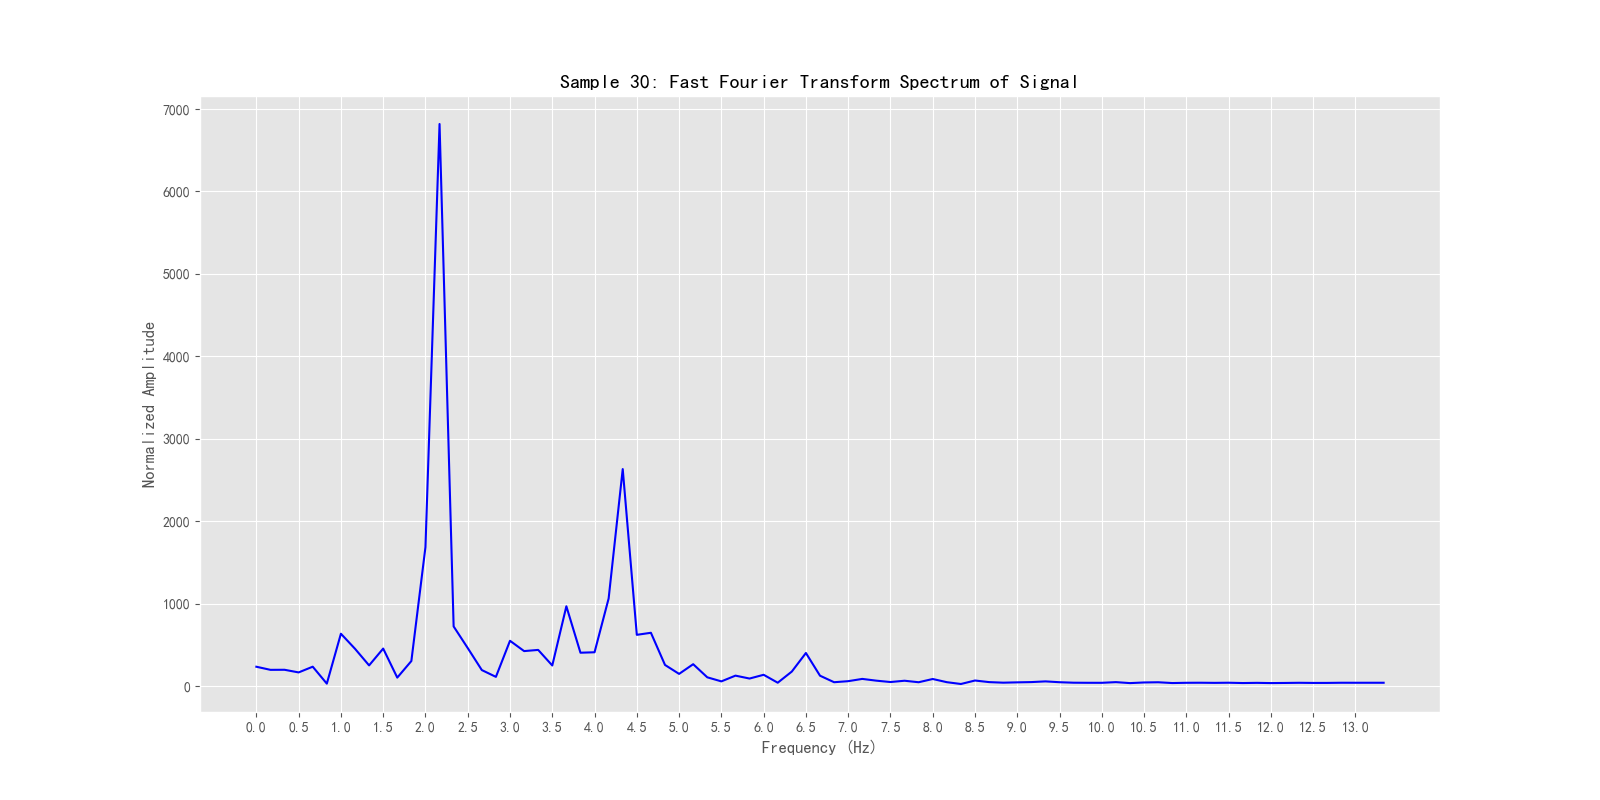 Sample 30: Fast Fourier Transform Spectrum of Signal
7000
6000
5000
4000
3000
2000
1000
0
Normalized Amplitude
0.0 0.5 1.0 1.5 2.0 2.5 3.0 3.5 4.0 4.5 5.0 5.5 6.0 6.5 7.0 7.5 8.0 8.5 9.0 9.5 10.0 10.5 11.0 11.5 12.0 12.5 13.0
Frequency (Hz)